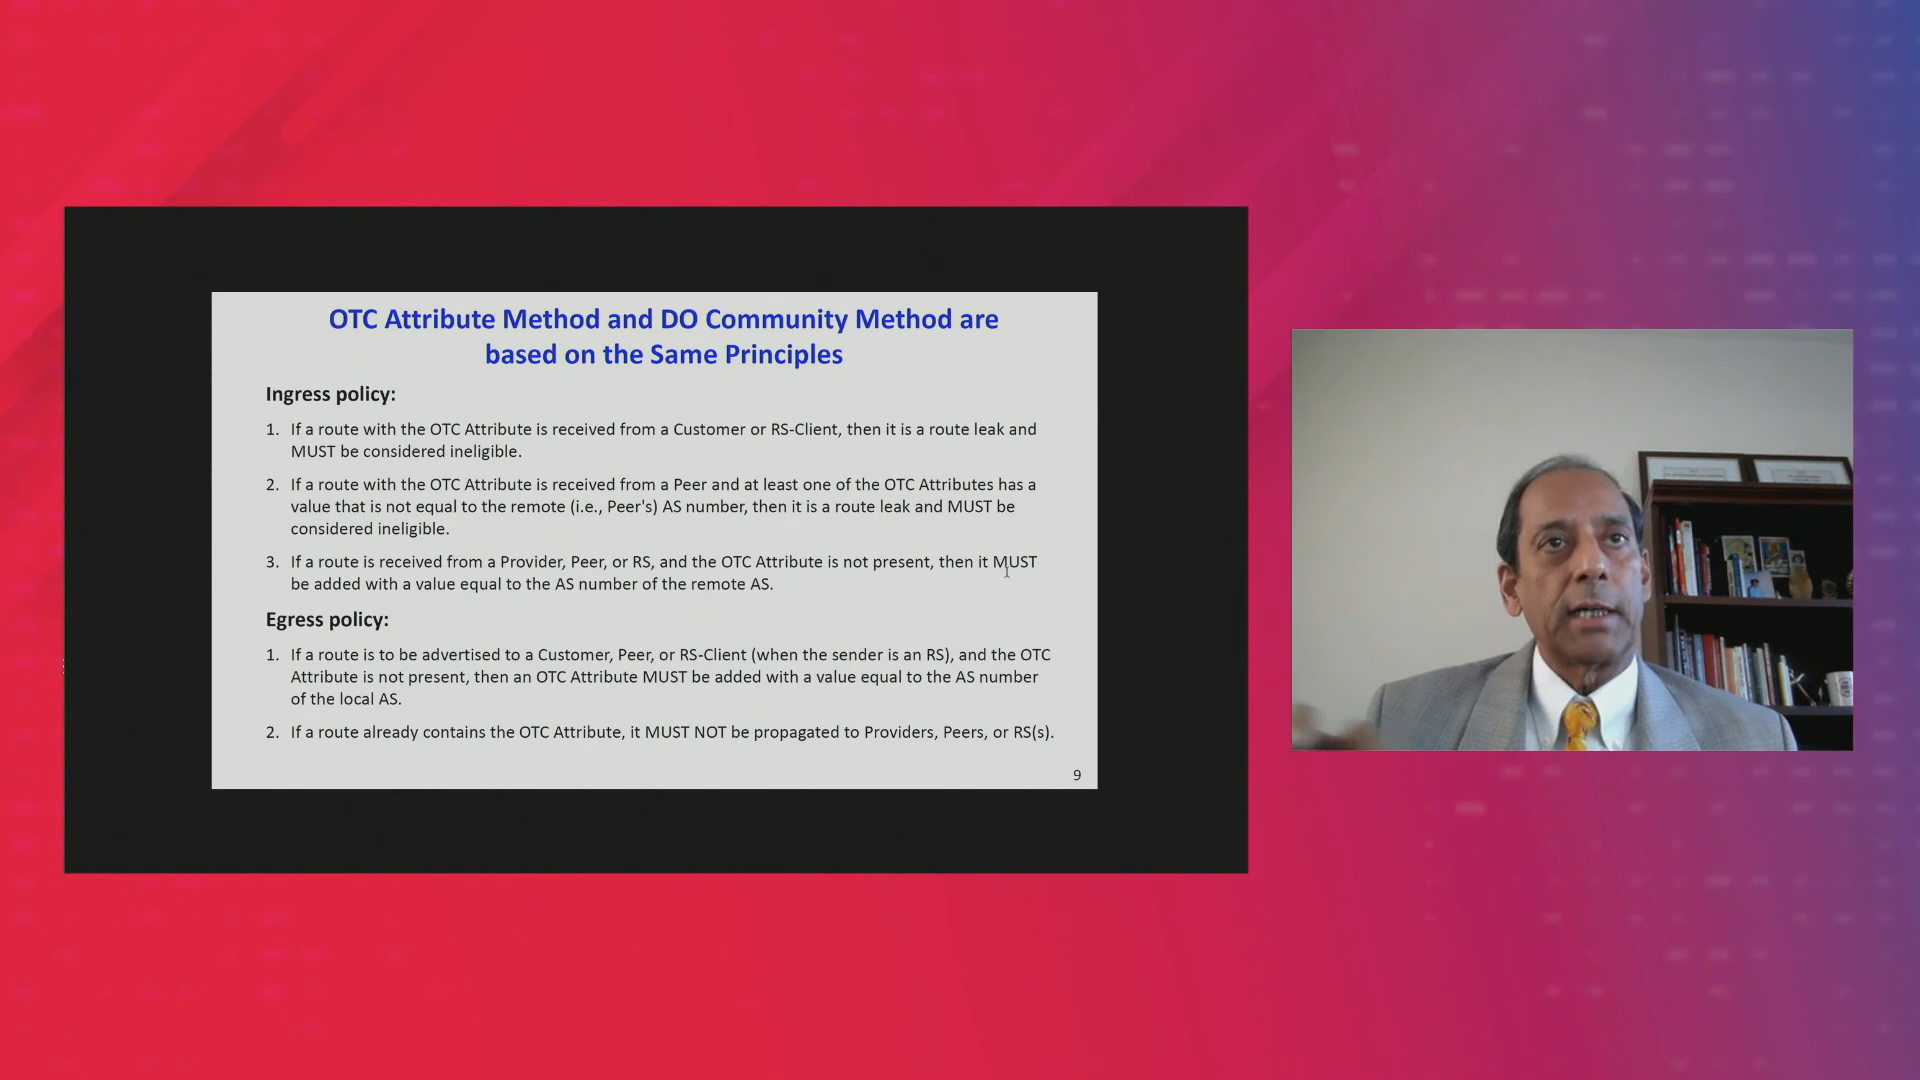 OTC Attribute Method and DO Community Method are
based on the Same Principles
Ingress policy:
1. If a route with the OTC Attribute is received from a Customer or RS-Client, then it is a route leak and
MUST be considered ineligible.
2. If a route with the OTC Attribute is received from a Peer and at least one of the OTC Attributes has a
value that is not equal to the remote (i.e., Peer's) AS number, then it is a route leak and MUST be
considered ineligible.
3. If a route is received from a Provider, Peer, or RS, and the OTC Attribute is not present, then it MUST
be added with a value equal to the AS number of the remote AS.
Egress policy:
1. If a route is to be advertised to a Customer, Peer, or RS-Client (when the sender is an RS), and the OTC
Attribute is not present, then an OTC Attribute MUST be added with a value equal to the AS number
of the local AS.
2. If a route already contains the OTC Attribute, it MUST NOT be propagated to Providers, Peers, or RS(s).
9